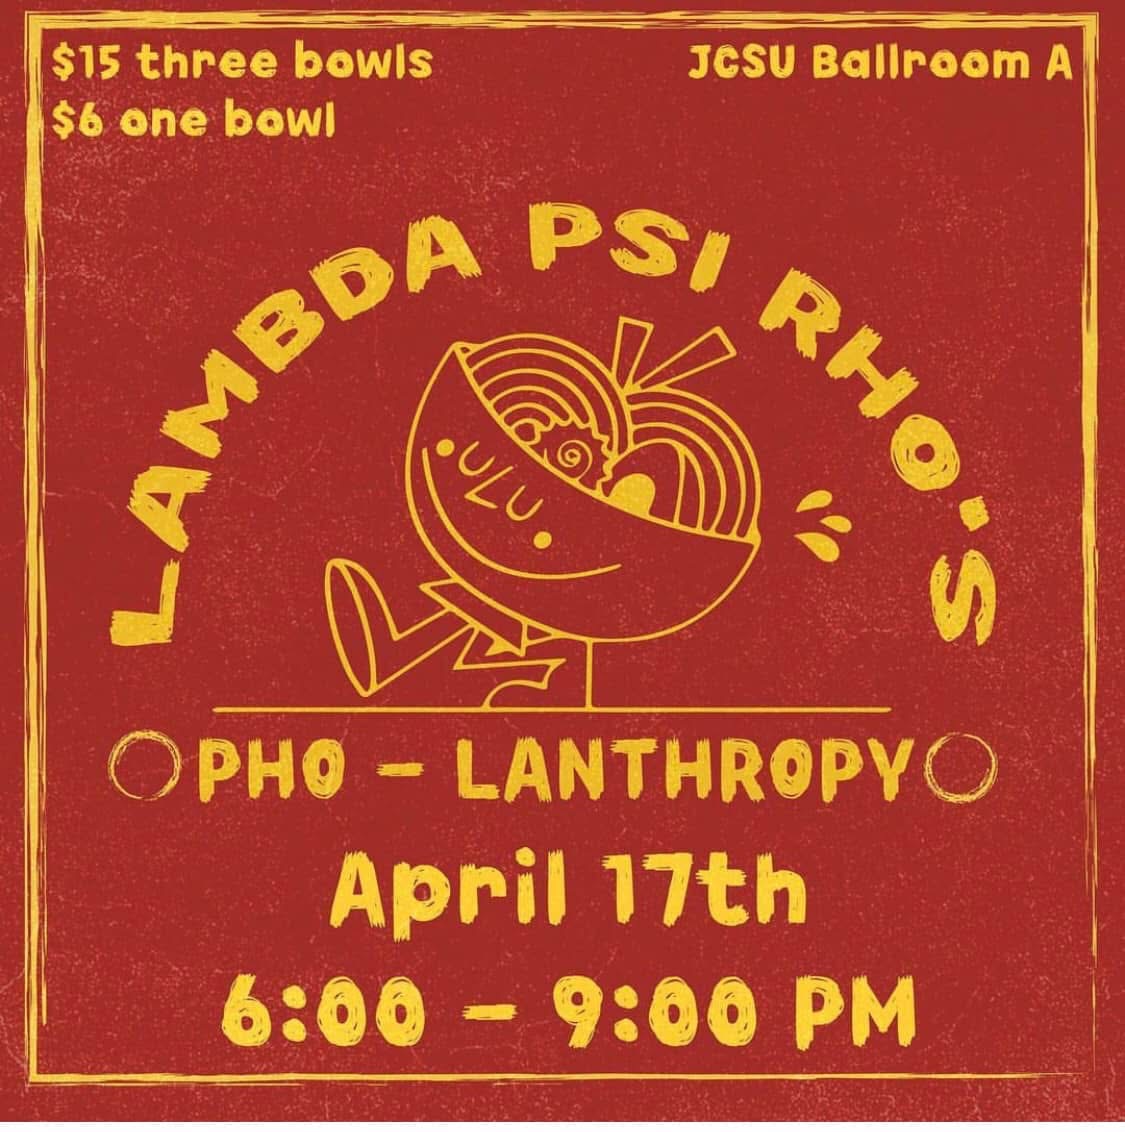 $15 three bowls
$6 one bowl
JCSU Ballroom A
LAMBDA PSI RHO'S
PHO - LANTHROPY
April 17th
6:00 - 9:00 PM